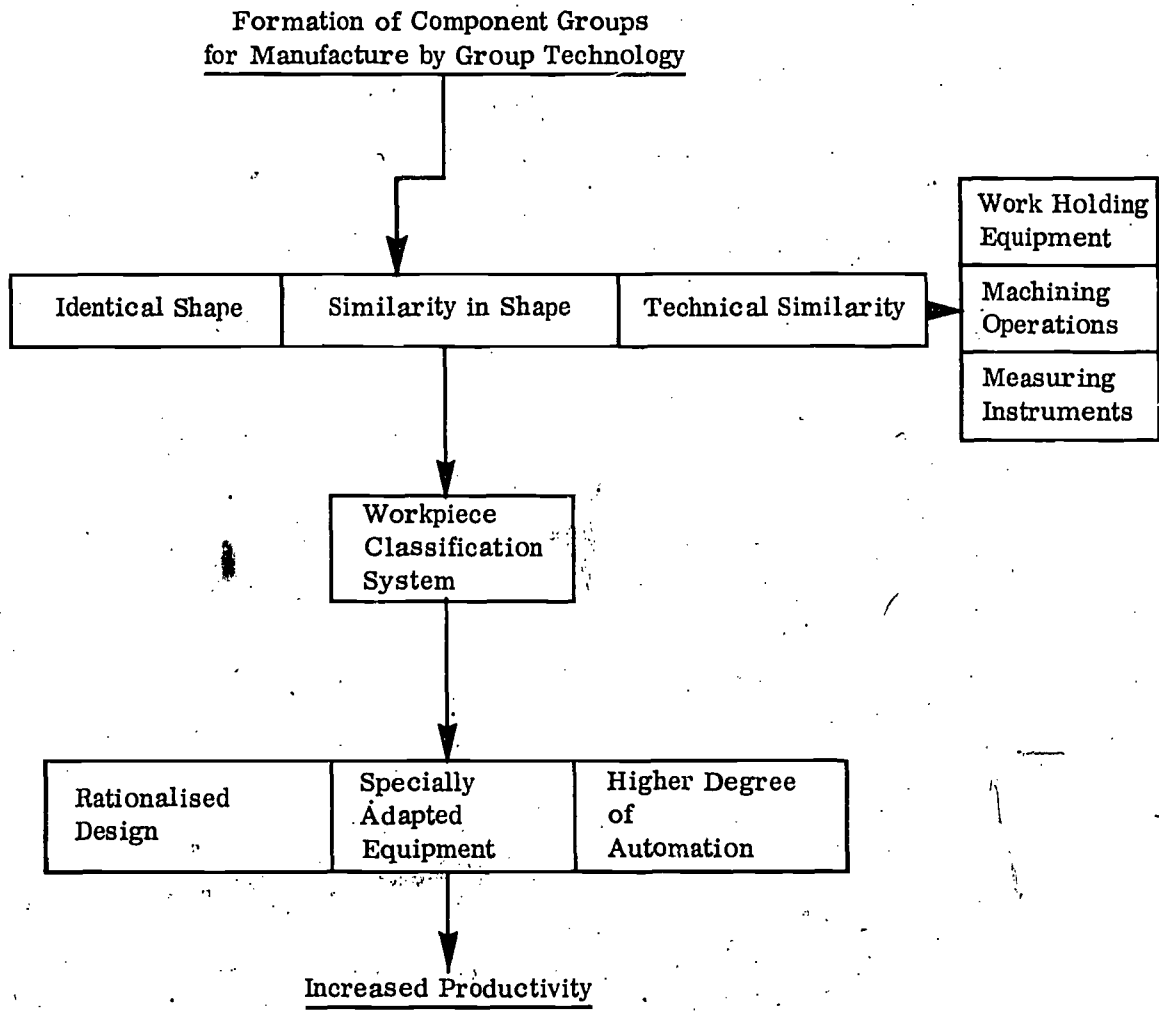 Formation of Component Groups
for Manufacture by Group Technology
Identical Shape
Similarity in Shape
Technical Similarity
Work Holding
Equipment
Machining
Operations
Measuring
Instruments
Workpiece
Classification
System
Rationalised
Design
Specially
Adapted
Equipment
Higher Degree
of
Automation
Increased Productivity